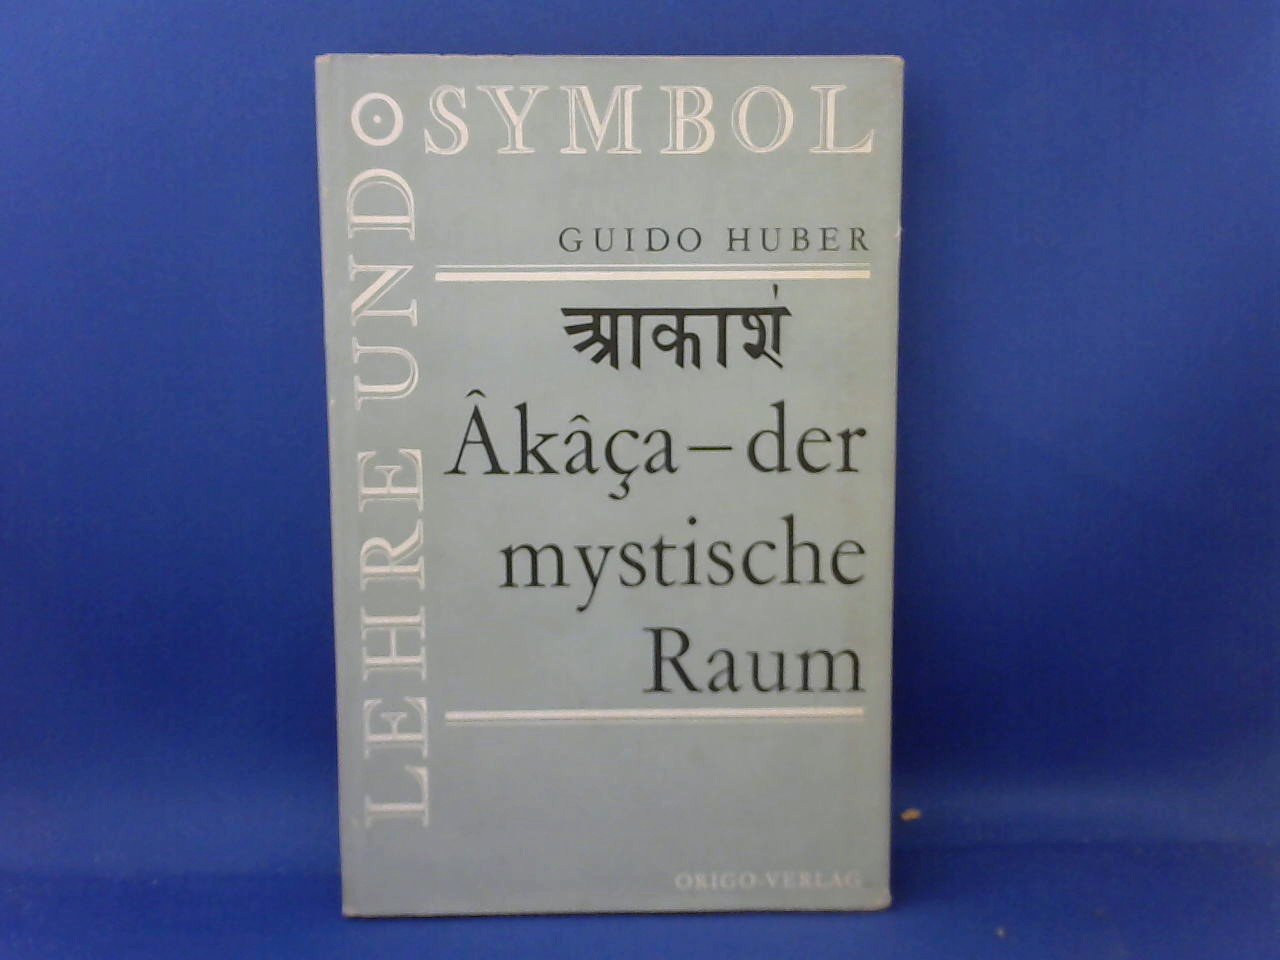 LEHRE UND
SYMBOL
GUIDO HUBER
आकाशं
Âkâça – der
mystische
Raum
ORIGO-VERLAG